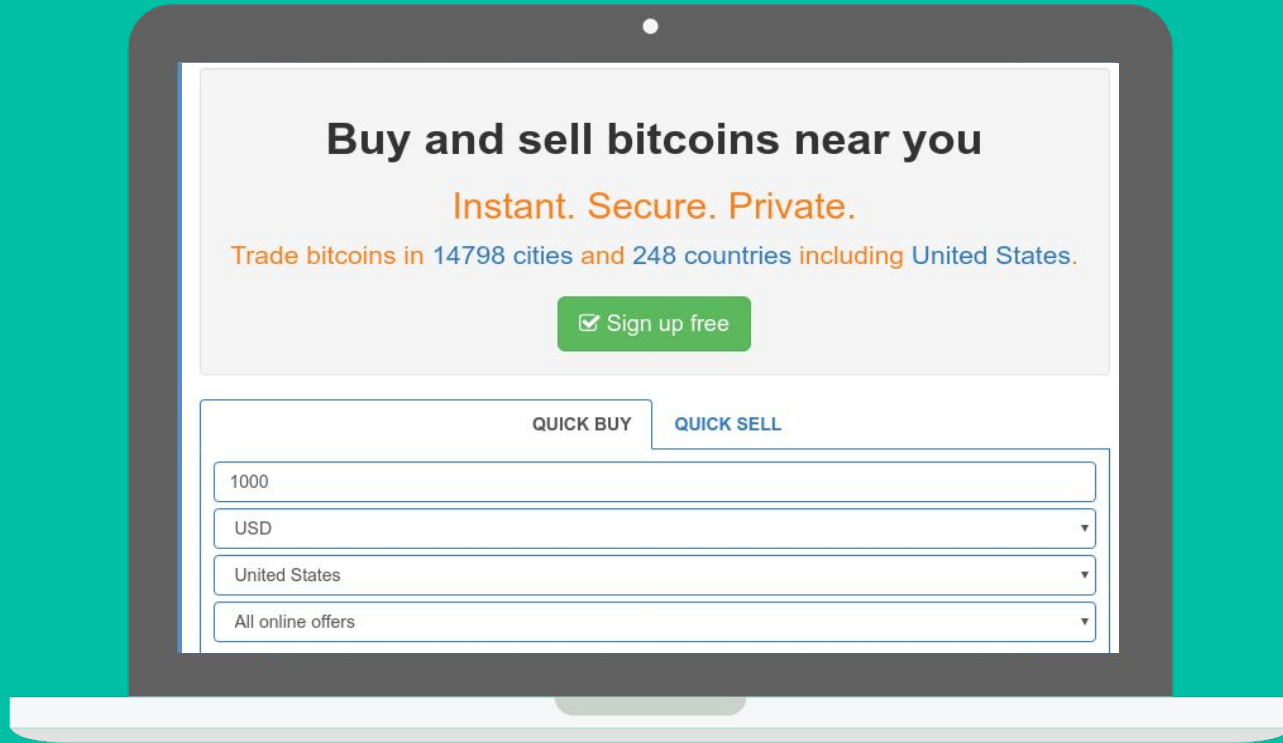 Buy and sell bitcoins near you
Instant. Secure. Private.
Trade bitcoins in 14798 cities and 248 countries including United States.
Sign up free
QUICK BUY QUICK SELL
1000
USD
United States
All online offers